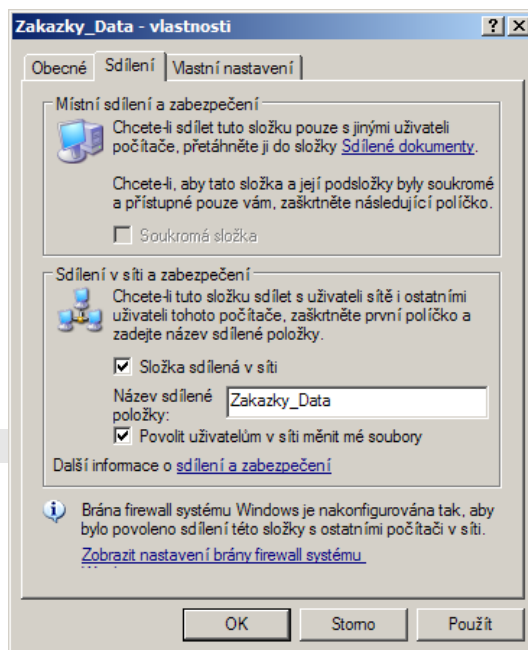 Zakazky_Data - vlastnosti
Obecné
Sdílení
Vlastní nastavení
Místní sdílení a zabezpečení
Chcete-li sdílet tuto složku pouze s jinými uživateli
počítače, přetáhněte ji do složky Sdílené dokumenty.
Chcete-li, aby tato složka a její podsložky byly soukromé
a přístupné pouze vám, zaškrtněte následující políčko.
Soukromá složka
Sdílení v síti a zabezpečení
Chcete-li tuto složku sdílet s uživateli sítě i ostatními
uživateli tohoto počítače, zaškrtněte první políčko a
zadejte název sdílené položky.
Složka sdílená v síti
Název sdílené
položky:
Zakazky_Data
Povolit uživatelům v síti měnit mé soubory
Další informace o sdílení a zabezpečení
Brána firewall systému Windows je nakonfigurována tak, aby
bylo povoleno sdílení této složky s ostatními počítači v síti.
Zobrazit nastavení brány firewall systému
OK
Storno
Použít